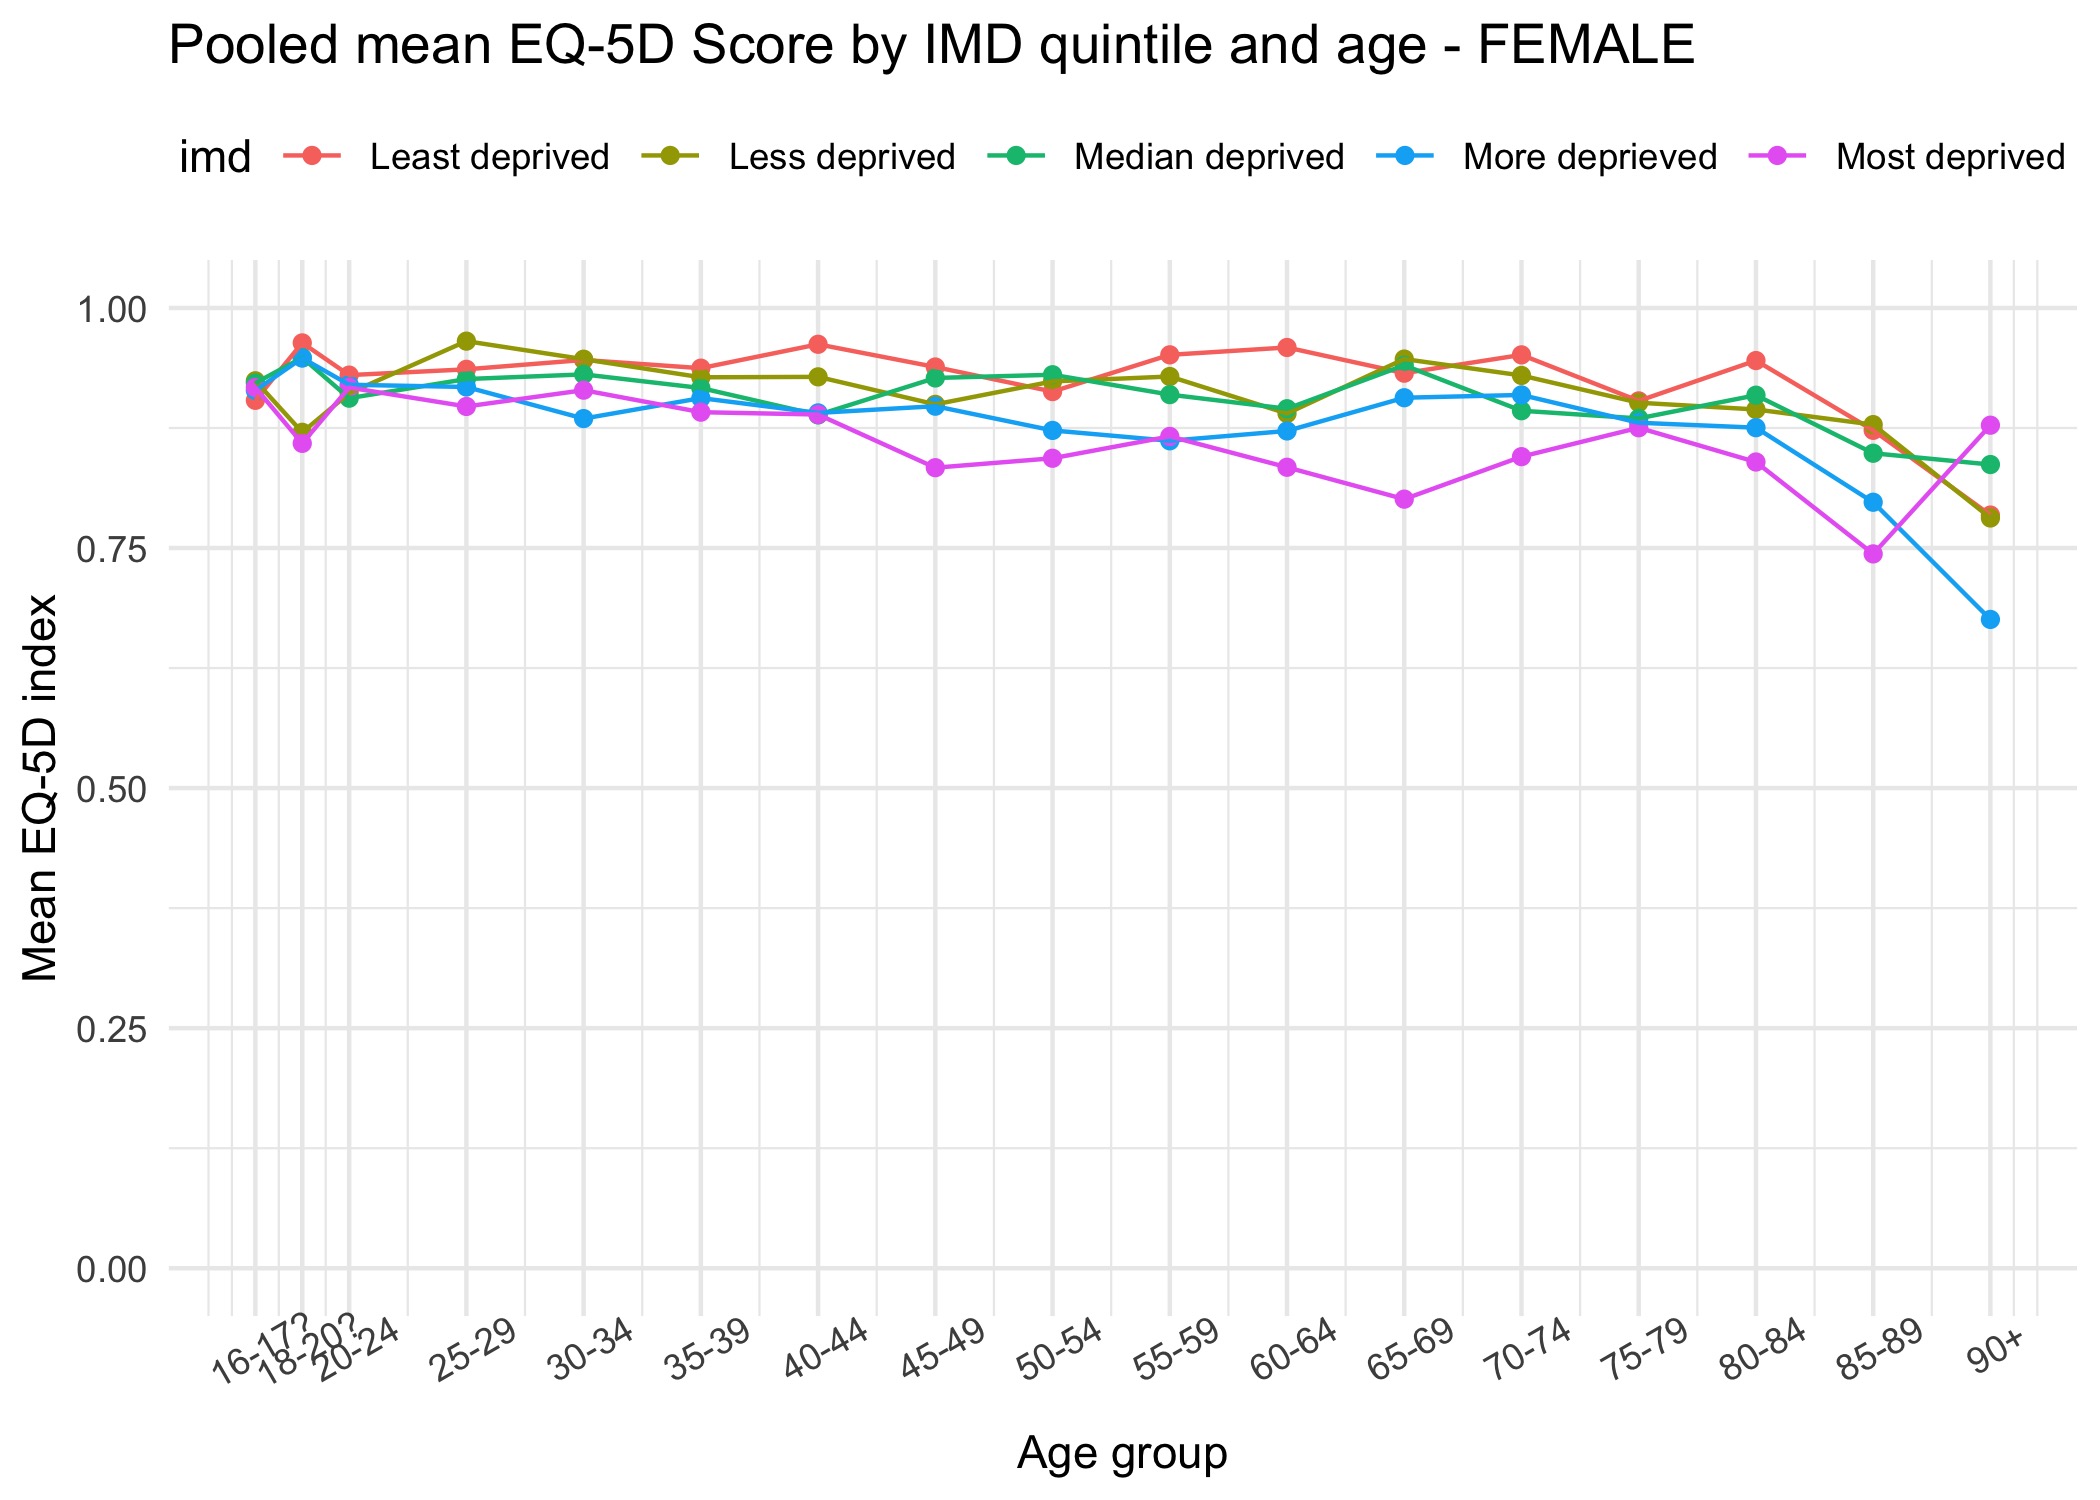 Pooled mean EQ-5D Score by IMD quintile and age - FEMALE
imd Least deprived Less deprived Median deprived More deprieved Most deprived
1.00
0.75
0.50
0.25
0.00
Mean EQ-5D index
16-17? 18-20? 20-24 25-29 30-34 35-39 40-44 45-49 50-54 55-59 60-64 65-69 70-74 75-79 80-84 85-89 90+
Age group